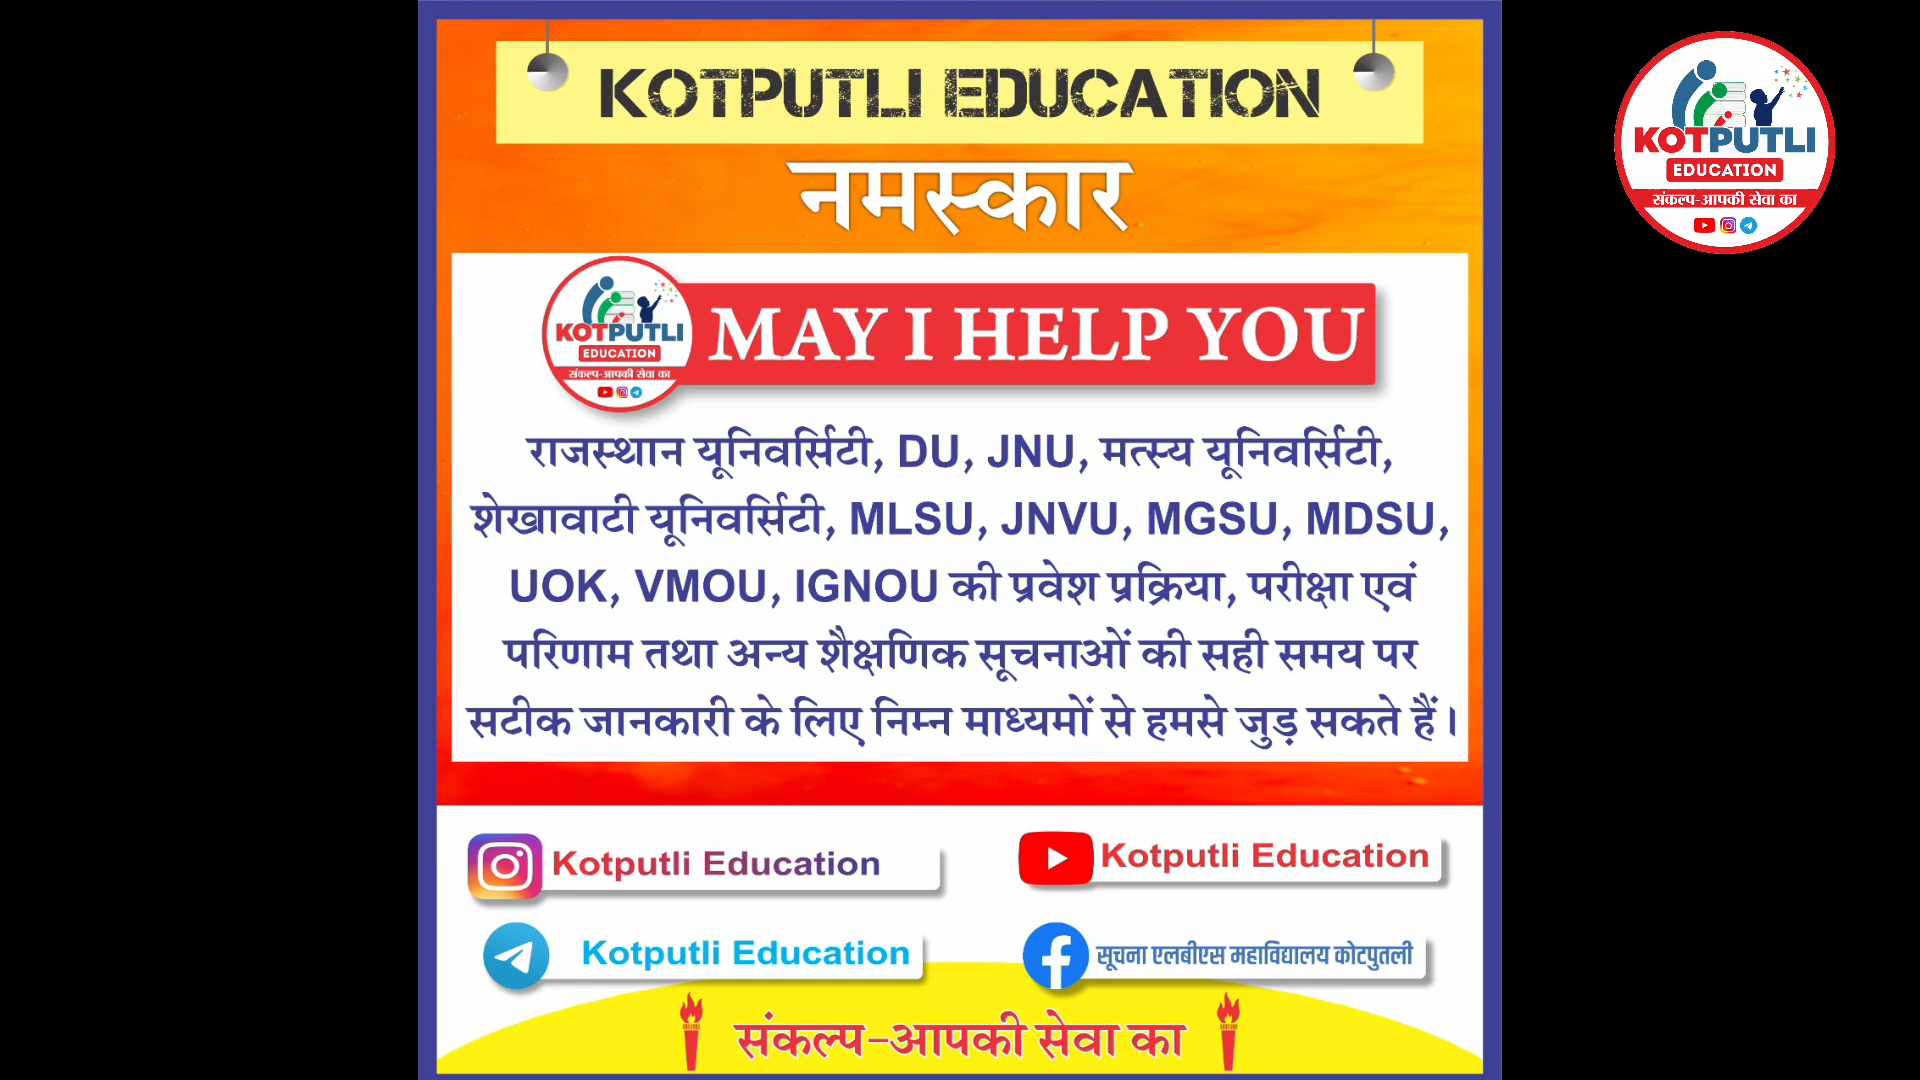 KOTPUTLI EDUCATION
नमस्कार
KOTPUTLI
EDUCATION
संकल्प-आपकी सेवा का
MAY I HELP YOU
राजस्थान यूनिवर्सिटी, DU, JNU, मत्स्य यूनिवर्सिटी,
शेखावाटी यूनिवर्सिटी, MLSU, JNVU, MGSU, MDSU,
UOK, VMOU, IGNOU की प्रवेश प्रक्रिया, परीक्षा एवं
परिणाम तथा अन्य शैक्षणिक सूचनाओं की सही समय पर
सटीक जानकारी के लिए निम्न माध्यमों से हमसे जुड़ सकते हैं।
Kotputli Education
Kotputli Education
Kotputli Education
सूचना एलबीएस महाविद्यालय कोटपुतली
संकल्प-आपकी सेवा का
KOTPUTLI
EDUCATION
संकल्प-आपकी सेवा का